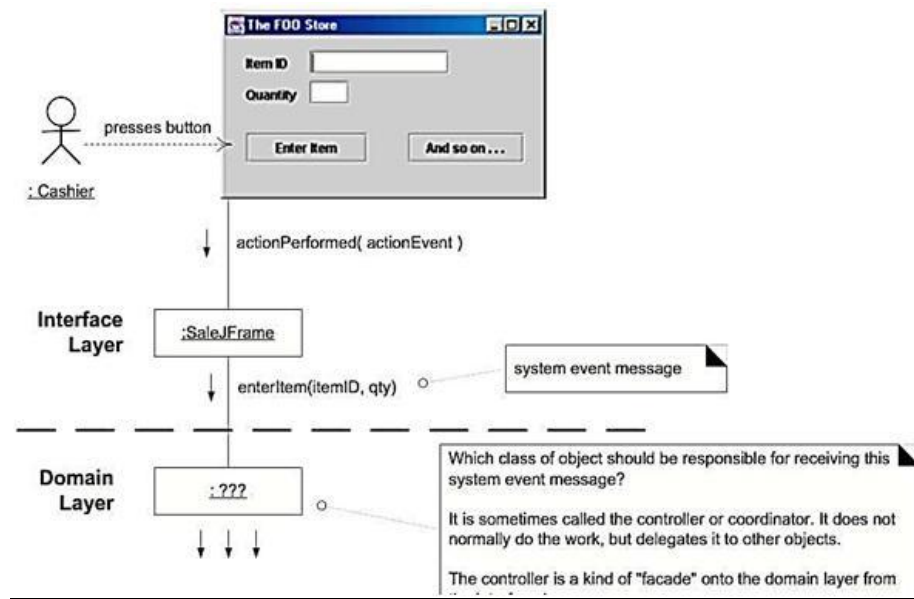 The FOO Store
Item ID
Quantity
presses button
Enter Item
And so on . . .
: Cashier
actionPerformed( actionEvent )
Interface
Layer
:SaleJFrame
enterItem(itemID, qty)
system event message
Domain
Layer
: ???
Which class of object should be responsible for receiving this
system event message?
It is sometimes called the controller or coordinator. It does not
normally do the work, but delegates it to other objects.
The controller is a kind of "facade" onto the domain layer from